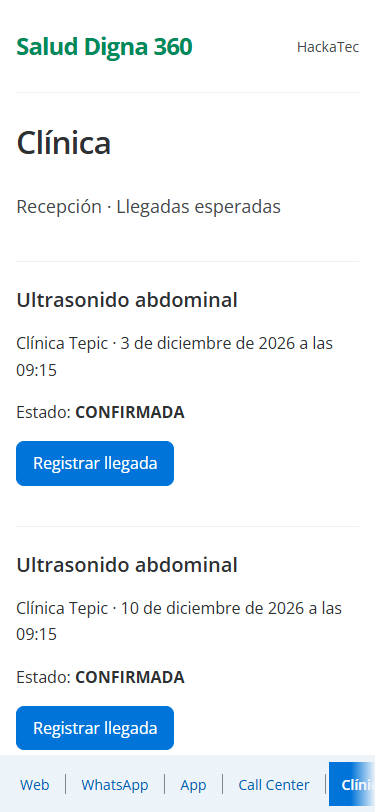 Salud Digna 360
HackaTec
Clínica
Recepción · Llegadas esperadas
Ultrasonido abdominal
Clínica Tepic · 3 de diciembre de 2026 a las
09:15
Estado: CONFIRMADA
Registrar llegada
Ultrasonido abdominal
Clínica Tepic · 10 de diciembre de 2026 a las
09:15
Estado: CONFIRMADA
Registrar llegada
Web
WhatsApp
App
Call Center